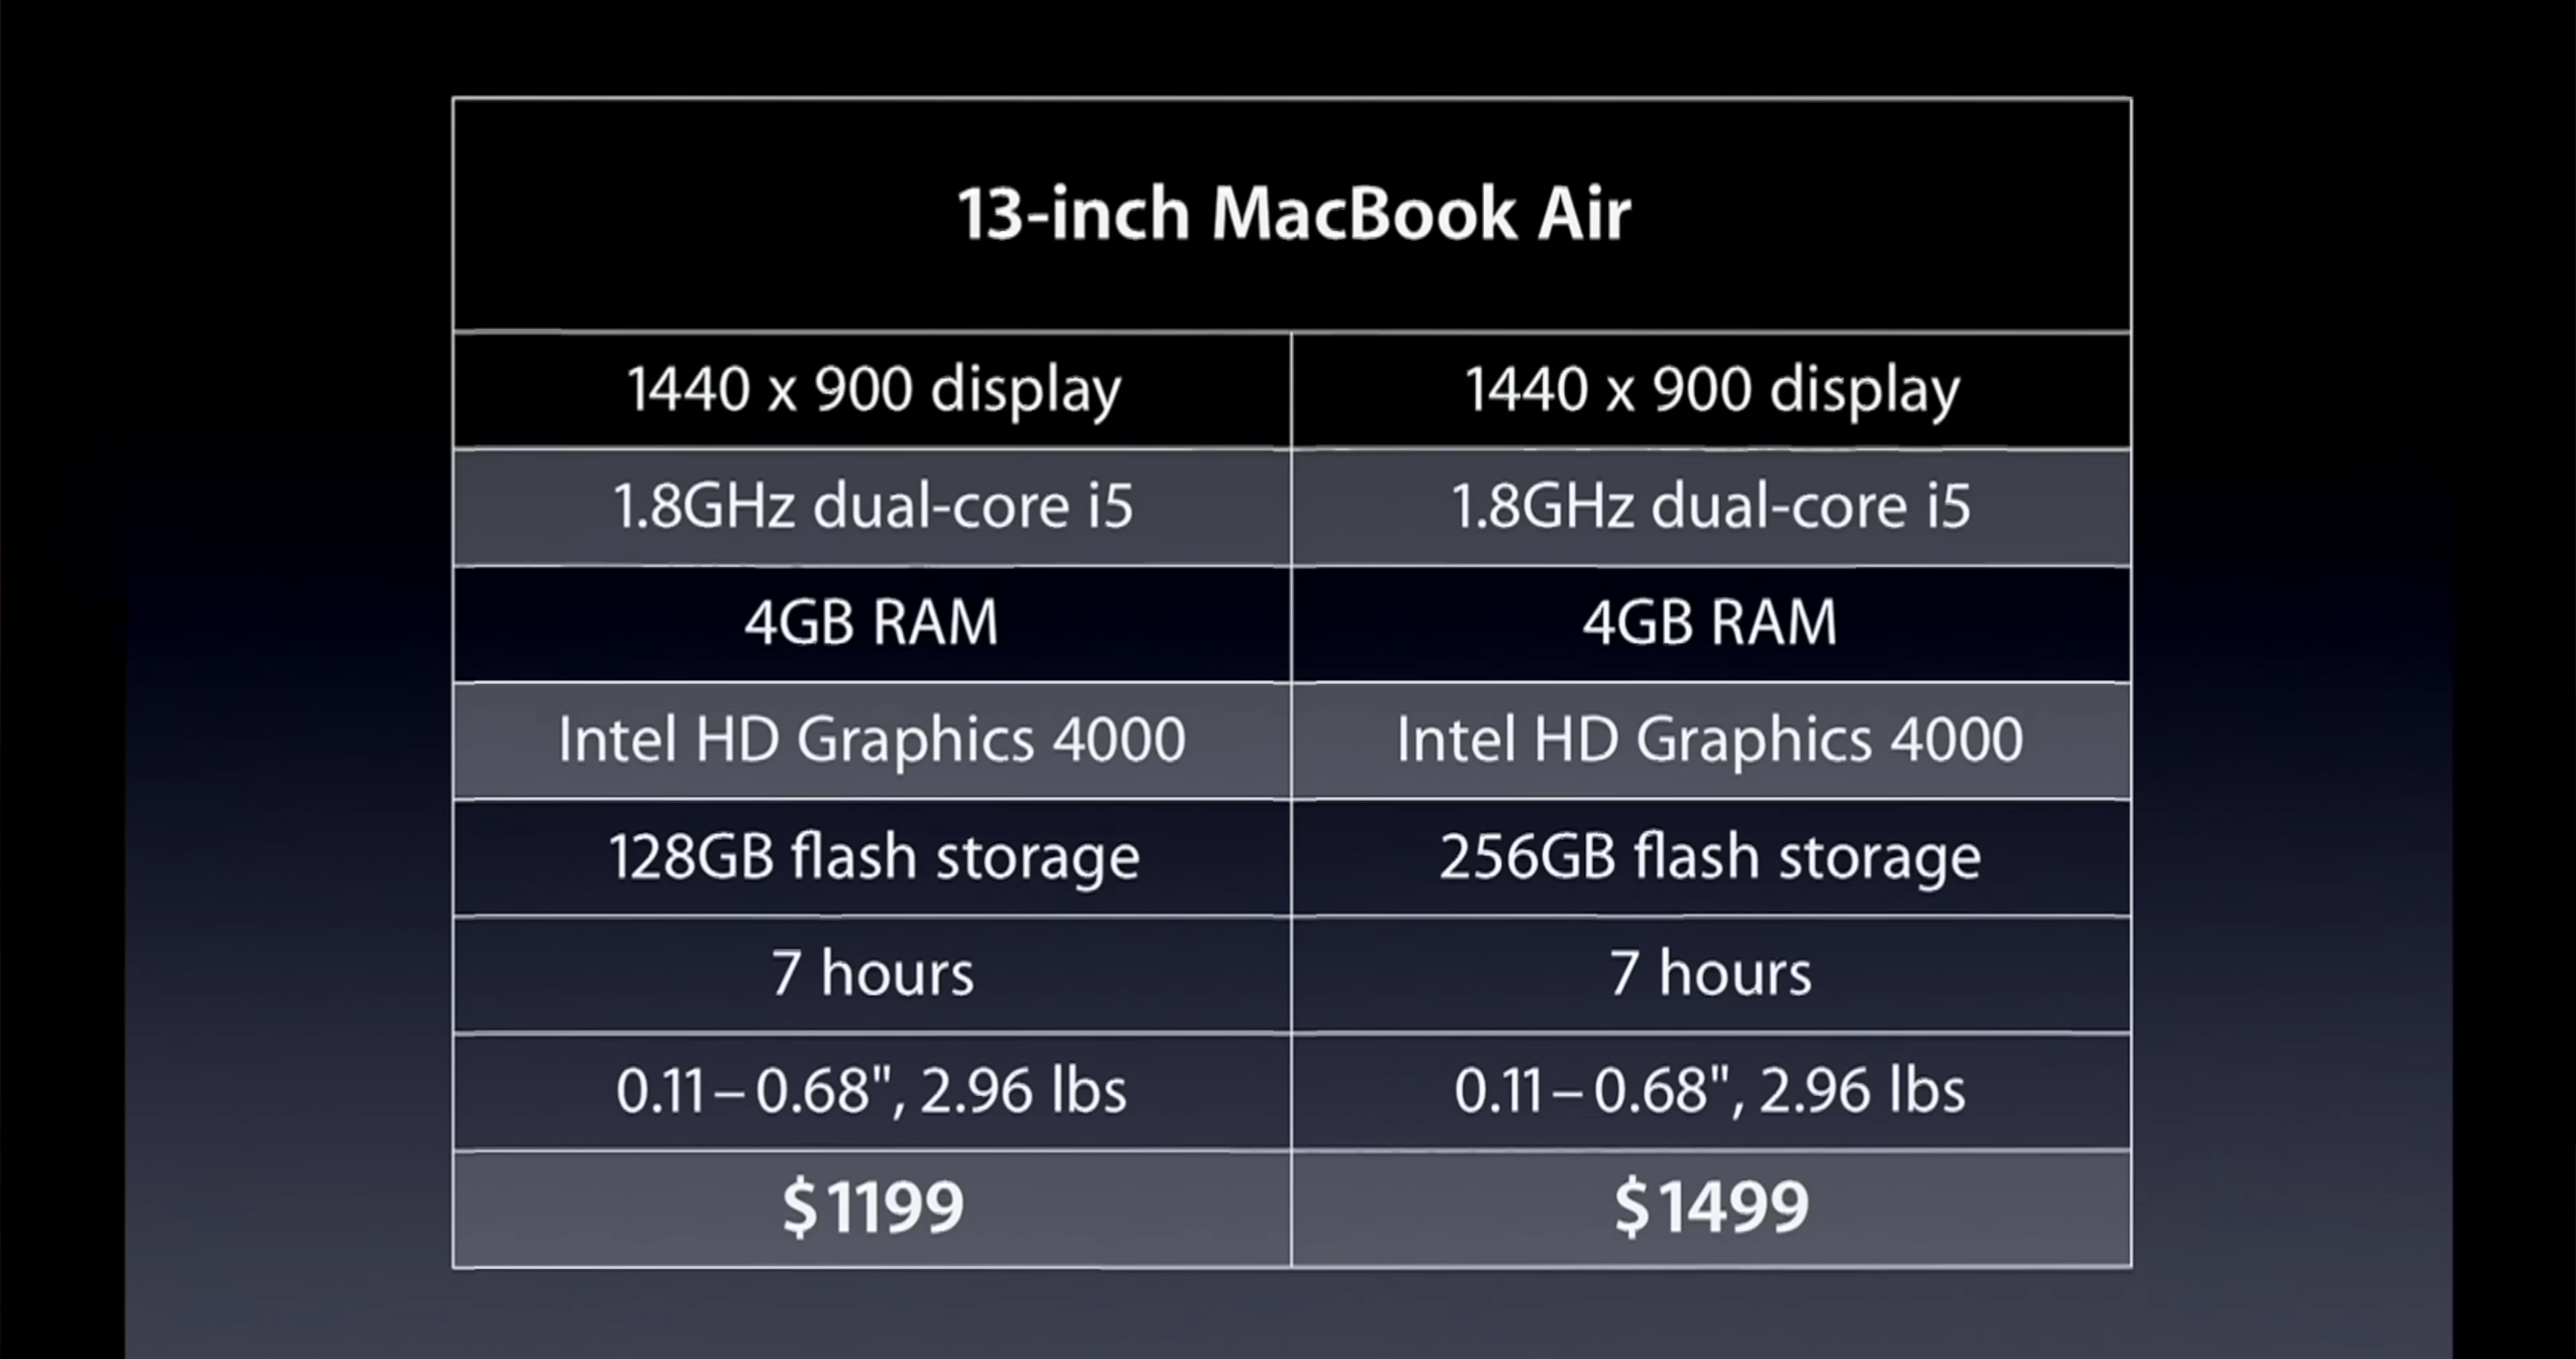 13-inch MacBook Air
1440 x 900 display 1440 x 900 display
1.8GHz dual-core i5 1.8GHz dual-core i5
4GB RAM 4GB RAM
Intel HD Graphics 4000 Intel HD Graphics 4000
128GB flash storage 256GB flash storage
7 hours 7 hours
0.11–0.68", 2.96 lbs 0.11–0.68", 2.96 lbs
$1199 $1499